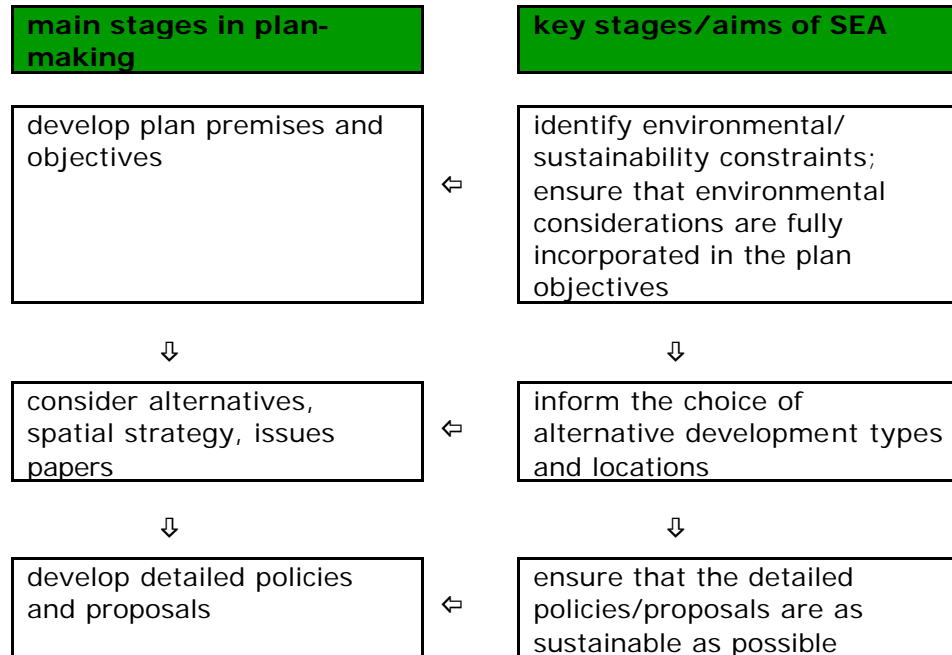 main stages in plan-
making
key stages/aims of SEA
develop plan premises and
objectives
⇦
identify environmental/
sustainability constraints;
ensure that environmental
considerations are fully
incorporated in the plan
objectives
⇩
⇩
consider alternatives,
spatial strategy, issues
papers
⇦
inform the choice of
alternative development types
and locations
⇩
⇩
develop detailed policies
and proposals
⇦
ensure that the detailed
policies/proposals are as
sustainable as possible